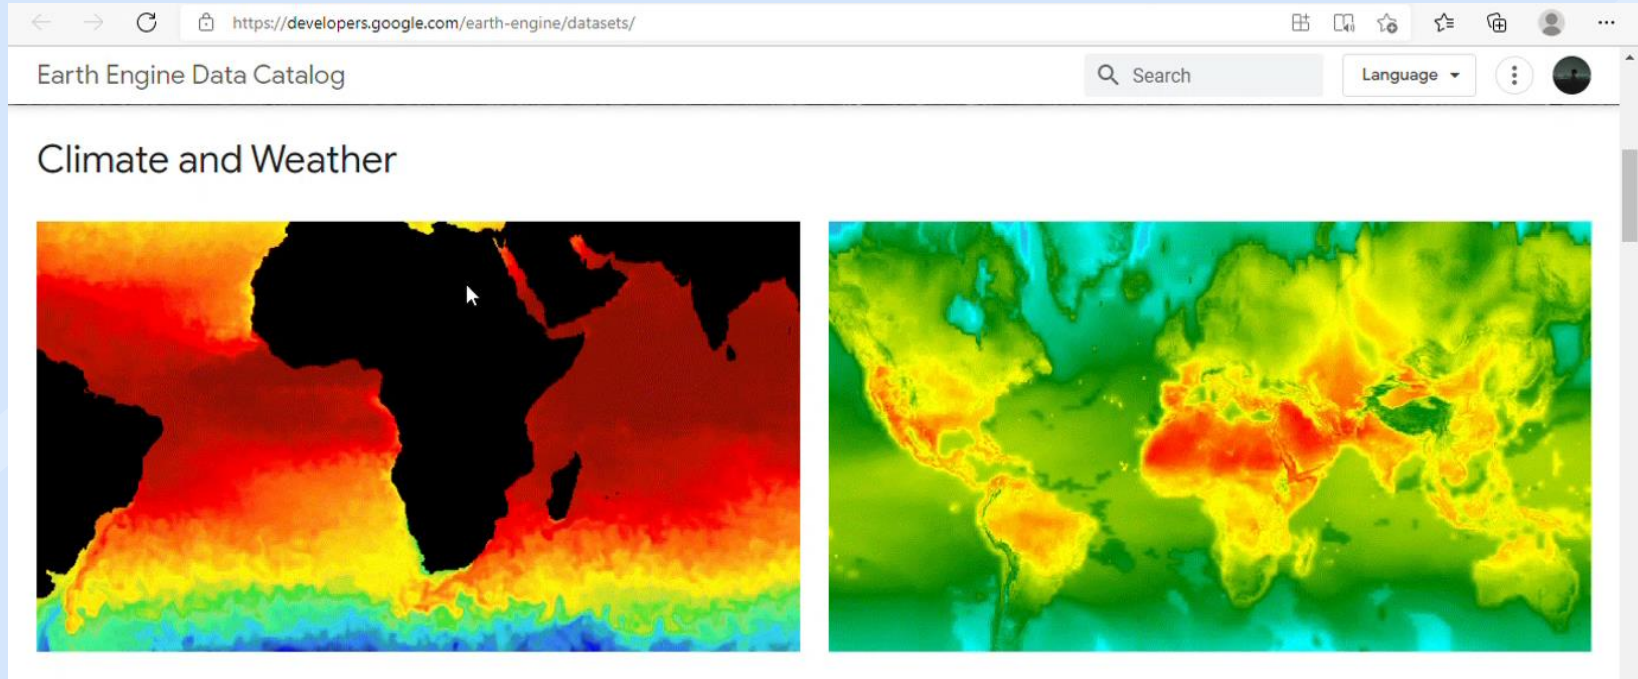 https://developers.google.com/earth-engine/datasets/
Earth Engine Data Catalog
Search
Language
Climate and Weather